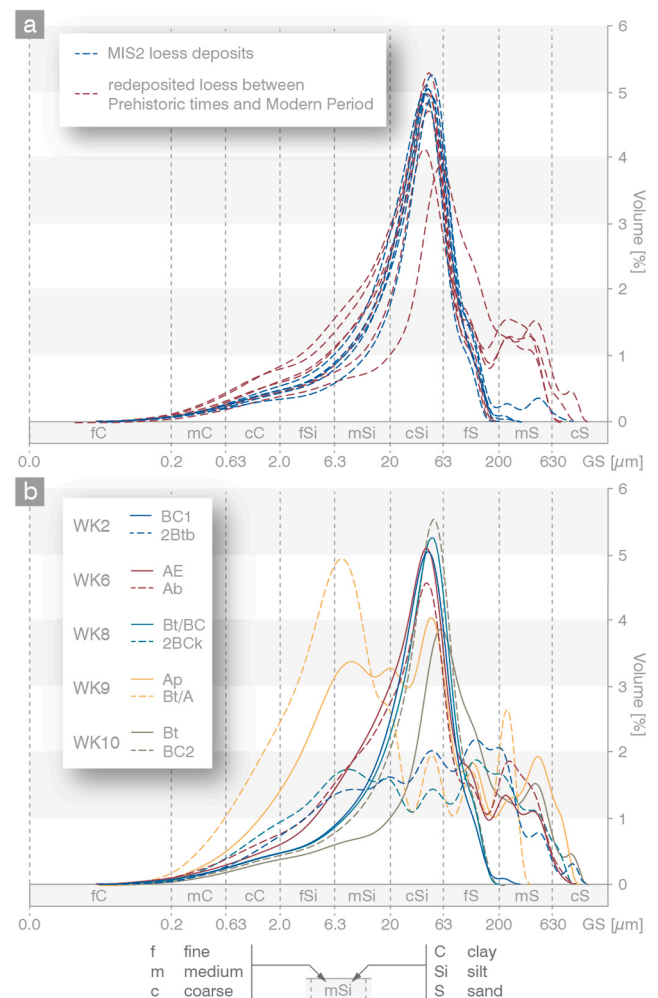 a
MIS2 loess deposits
redeposited loess between
Prehistoric times and Modern Period
6
5
4
3
2
1
0
Volume [%]
fC mC cC fSi mSi cSi fS mS cS
0.0 0.2 0.63 2.0 6.3 20 63 200 630 GS [µm]
b
WK2 BC1
2Btb
WK6 AE
Ab
WK8 Bt/BC
2BCk
WK9 Ap
Bt/A
WK10 Bt
BC2
6
5
4
3
2
1
0
Volume [%]
fC mC cC fSi mSi cSi fS mS cS
0.0 0.2 0.63 2.0 6.3 20 63 200 630 GS [µm]
f fine C clay
m medium Si silt
c coarse mSi S sand